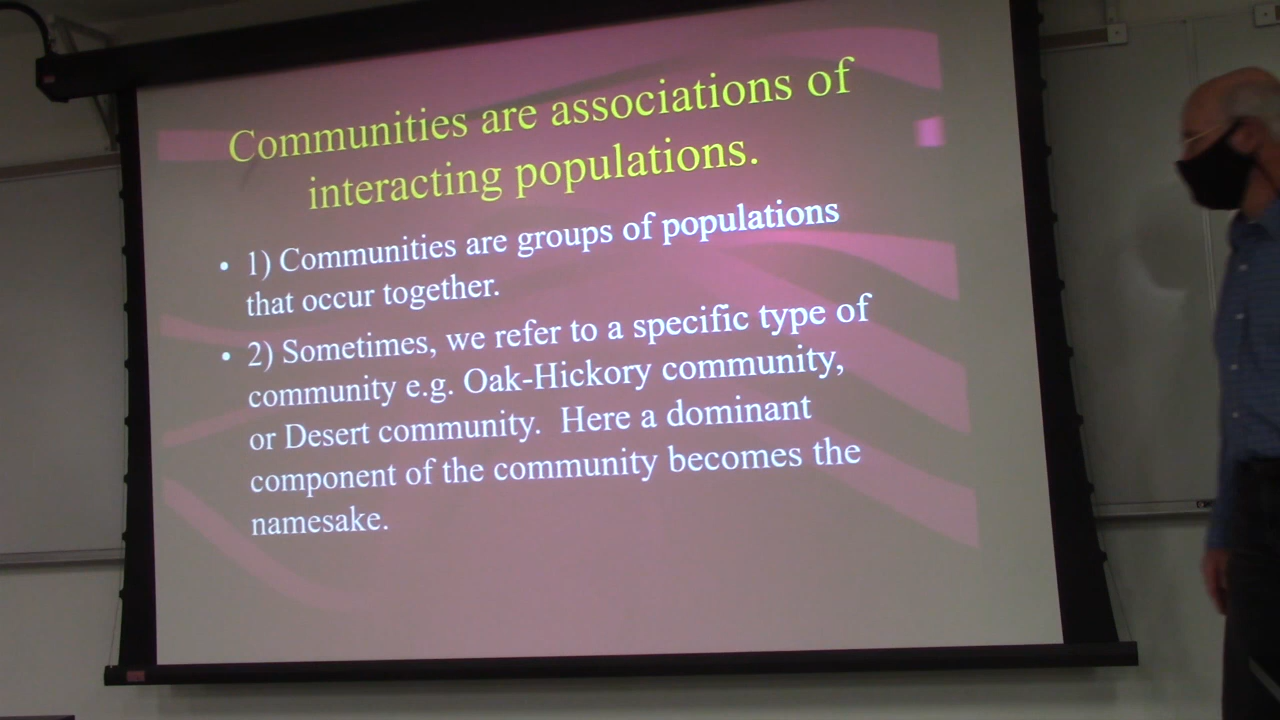 Communities are associations of
interacting populations.
• 1) Communities are groups of populations
that occur together.
• 2) Sometimes, we refer to a specific type of
community e.g. Oak-Hickory community,
or Desert community. Here a dominant
component of the community becomes the
namesake.